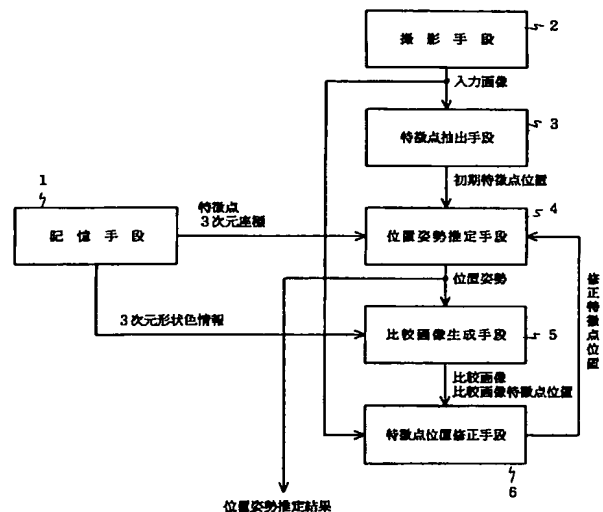 撮影手段
2
入力画像
特徴点抽出手段
3
初期特徴点位置
1
記憶手段
特徴点
3次元座標
4
位置姿勢推定手段
位置姿勢
3次元形状色情報
比較画像生成手段
5
修正特徴点位置
比較画像
比較画像特徴点位置
特徴点位置修正手段
6
位置姿勢推定結果